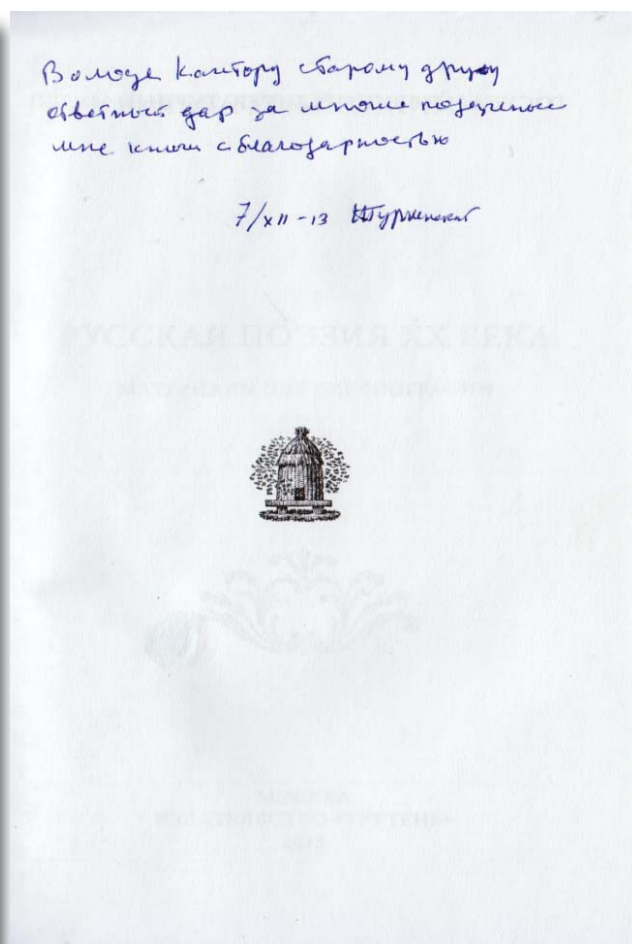 Володе Кантору старому другу
ответный дар за многие подаренные
мне книги с благодарностью
7/XII-13
РУССКАЯ ПОЭЗИЯ XX ВЕКА
МОСКВА